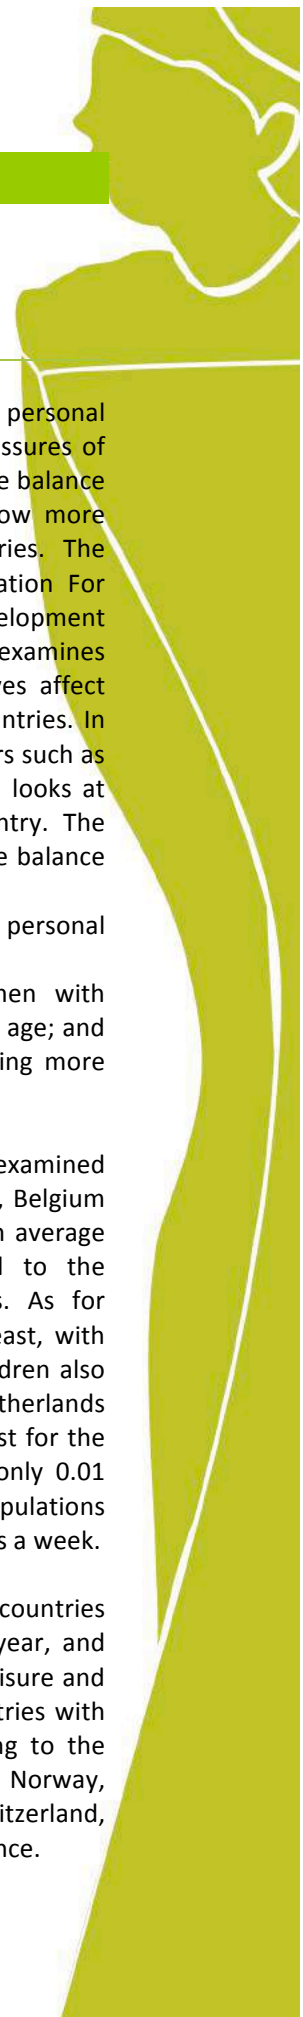 personal
ssures of
e balance
ow more
ries. The
ation For
elopment
examines
es affect
ntries. In
rs such as
looks at
ntry. The
e balance
personal
nen with
age; and
ing more
examined
, Belgium
n average
l to the
s. As for
east, with
dren also
therlands
st for the
only 0.01
pulations
s a week.
countries
year, and
isure and
tries with
ng to the
Norway,
itzerland,
nce.